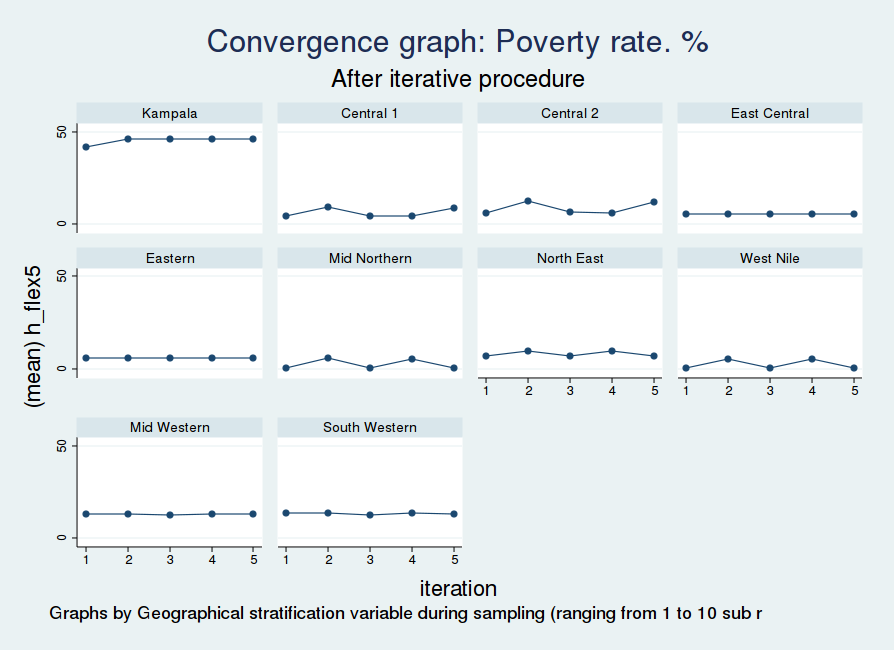 Convergence graph: Poverty rate. %
After iterative procedure
Kampala
Central 1
Central 2
East Central
50
0
Eastern
Mid Northern
North East
West Nile
50
0
1 2 3 4 5
1 2 3 4 5
Mid Western
South Western
50
0
1 2 3 4 5
1 2 3 4 5
(mean) h_flex5
iteration
Graphs by Geographical stratification variable during sampling (ranging from 1 to 10 sub r